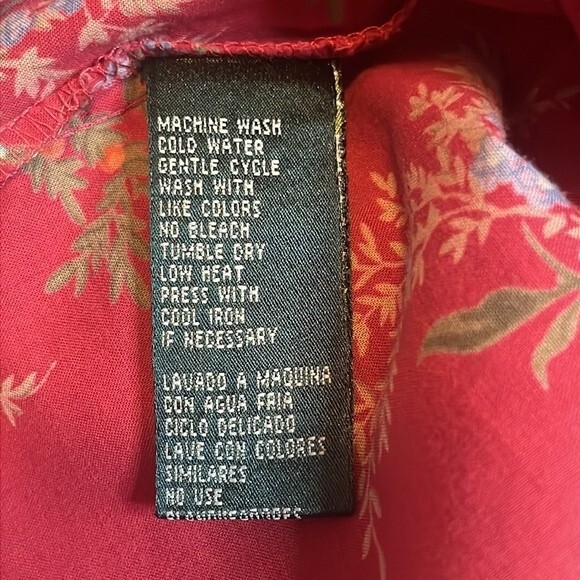 MACHINE WASH
COLD WATER
GENTLE CYCLE
WASH WITH
LIKE COLORS
NO BLEACH
TUMBLE DRY
LOW HEAT
PRESS WITH
COOL IRON
IF NECESSARY
LAVADO A MAQUINA
CON AGUA FRIA
CICLO DELICADO
LAVE CON COLORES
SIMILARES
NO USE